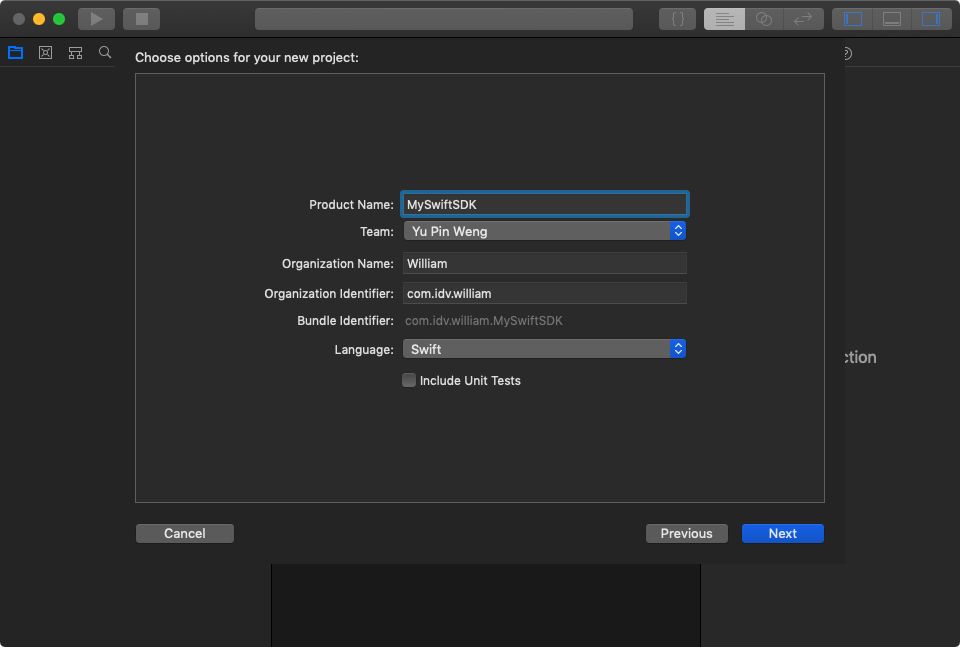 Choose options for your new project:
Product Name: MySwiftSDK
Team: Yu Pin Weng
Organization Name: William
Organization Identifier: com.idv.william
Bundle Identifier: com.idv.william.MySwiftSDK
ction
Language: Swift
Include Unit Tests
Cancel Previous Next